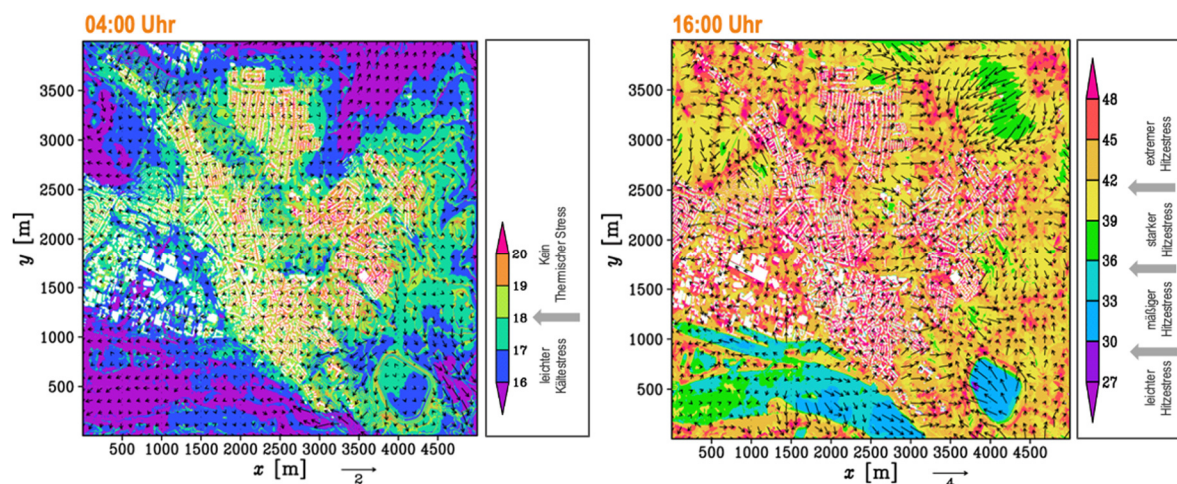 04:00 Uhr
3500
3000
2500
2000
1500
1000
500
y [m]
500 1000 1500 2000 2500 3000 3500 4000 4500
x [m]
2
20
19
18
17
16
Kein
Thermischer Stress
leichter
Kältestress
16:00 Uhr
3500
3000
2500
2000
1500
1000
500
y [m]
500 1000 1500 2000 2500 3000 3500 4000 4500
x [m]
4
48
45
42
39
36
33
30
27
extremer
Hitzestress
starker
Hitzestress
mäßiger
Hitzestress
leichter
Hitzestress